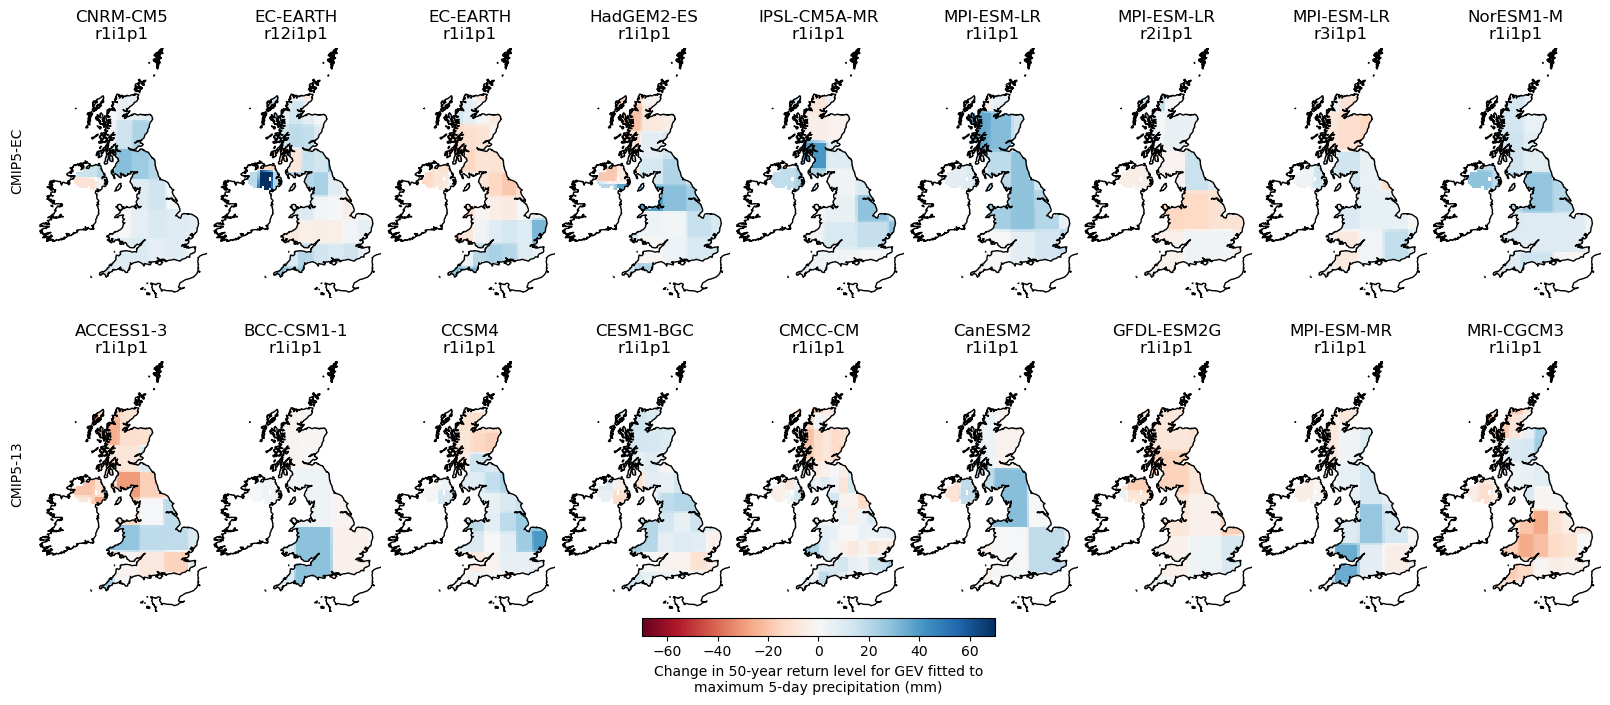 CNRM-CM5 EC-EARTH EC-EARTH HadGEM2-ES IPSL-CM5A-MR MPI-ESM-LR MPI-ESM-LR MPI-ESM-LR NorESM1-M
r1i1p1 r12i1p1 r1i1p1 r1i1p1 r1i1p1 r1i1p1 r2i1p1 r3i1p1 r1i1p1
CMIP5-EC
ACCESS1-3 BCC-CSM1-1 CCSM4 CESM1-BGC CMCC-CM CanESM2 GFDL-ESM2G MPI-ESM-MR MRI-CGCM3
r1i1p1 r1i1p1 r1i1p1 r1i1p1 r1i1p1 r1i1p1 r1i1p1 r1i1p1 r1i1p1
CMIP5-13
−60 −40 −20 0 20 40 60
Change in 50-year return level for GEV fitted to
maximum 5-day precipitation (mm)